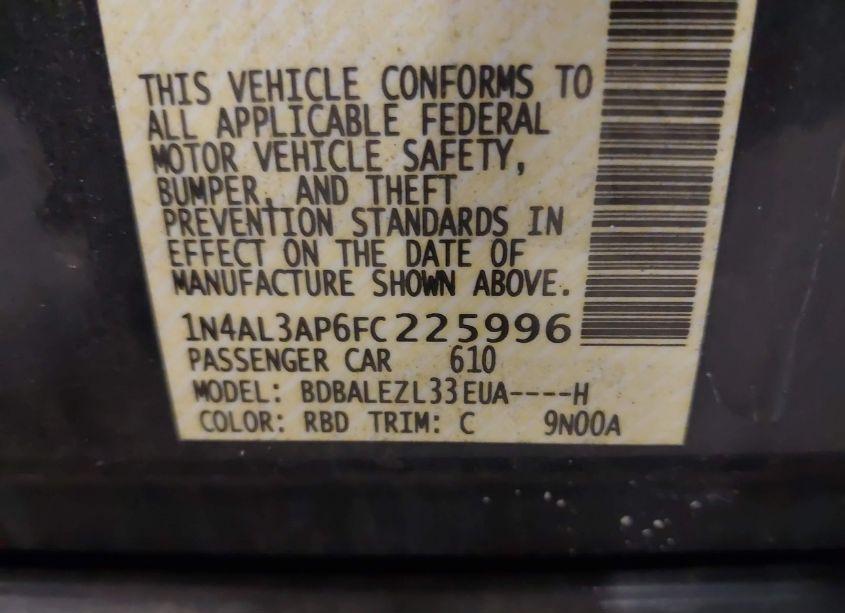 THIS VEHICLE CONFORMS TO
ALL APPLICABLE FEDERAL
MOTOR VEHICLE SAFETY,
BUMPER, AND THEFT
PREVENTION STANDARDS IN
EFFECT ON THE DATE OF
MANUFACTURE SHOWN ABOVE.
1N4AL3AP6FC225996
PASSENGER CAR 610
MODEL: BDBALEZL33EUA----H
COLOR: RBD TRIM: C 9N00A